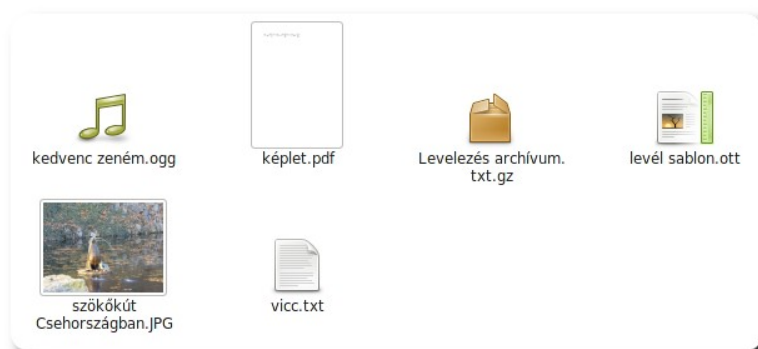 kedvenc zeném.ogg
képlet.pdf
Levelezés archívum.
txt.gz
levél sablon.ott
szökőkút
Csehországban.JPG
vicc.txt